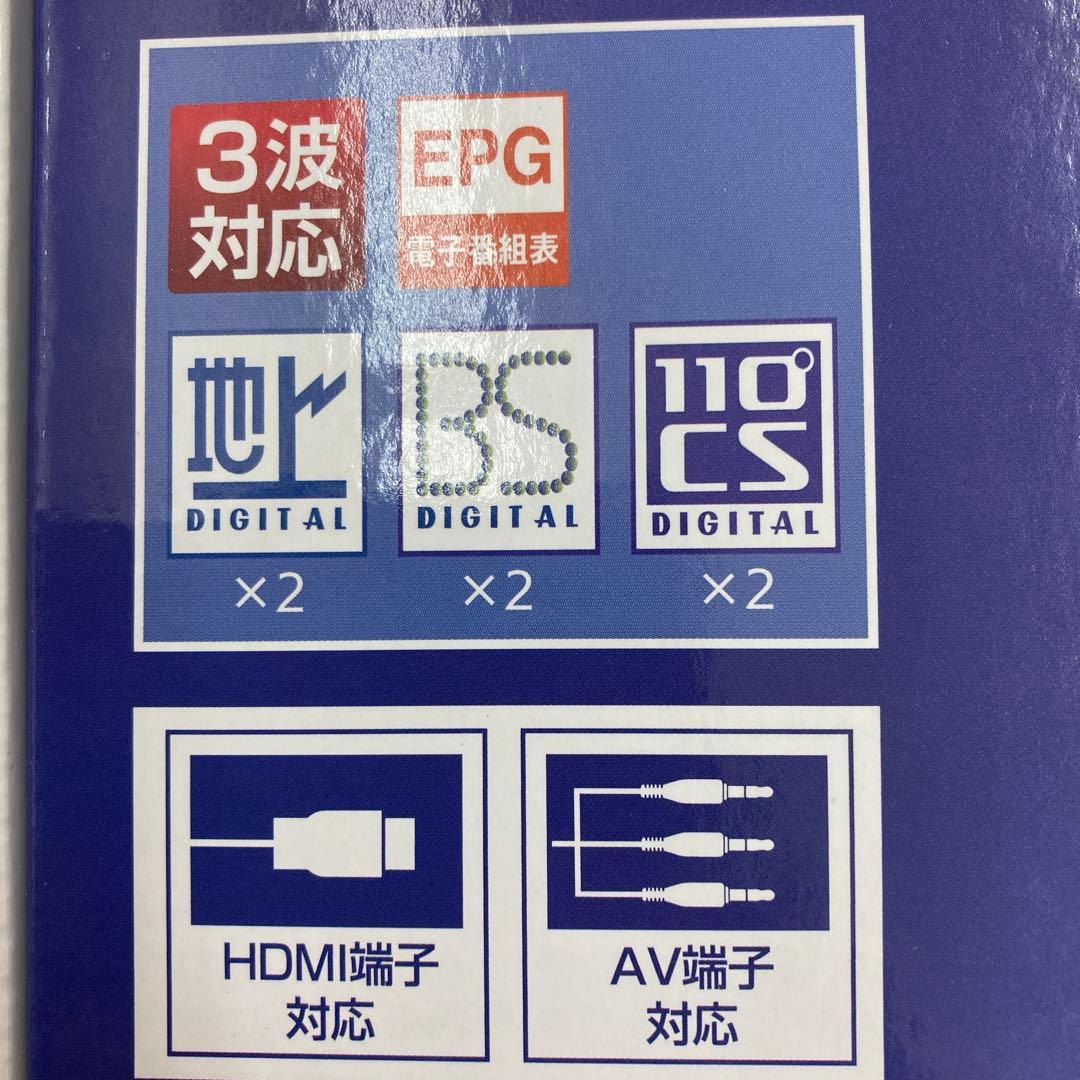 3波
対応
EPG
電子番組表
地上
DIGITAL
×2
BS
DIGITAL
×2
110°
CS
DIGITAL
×2
HDMI端子
対応
AV端子
対応